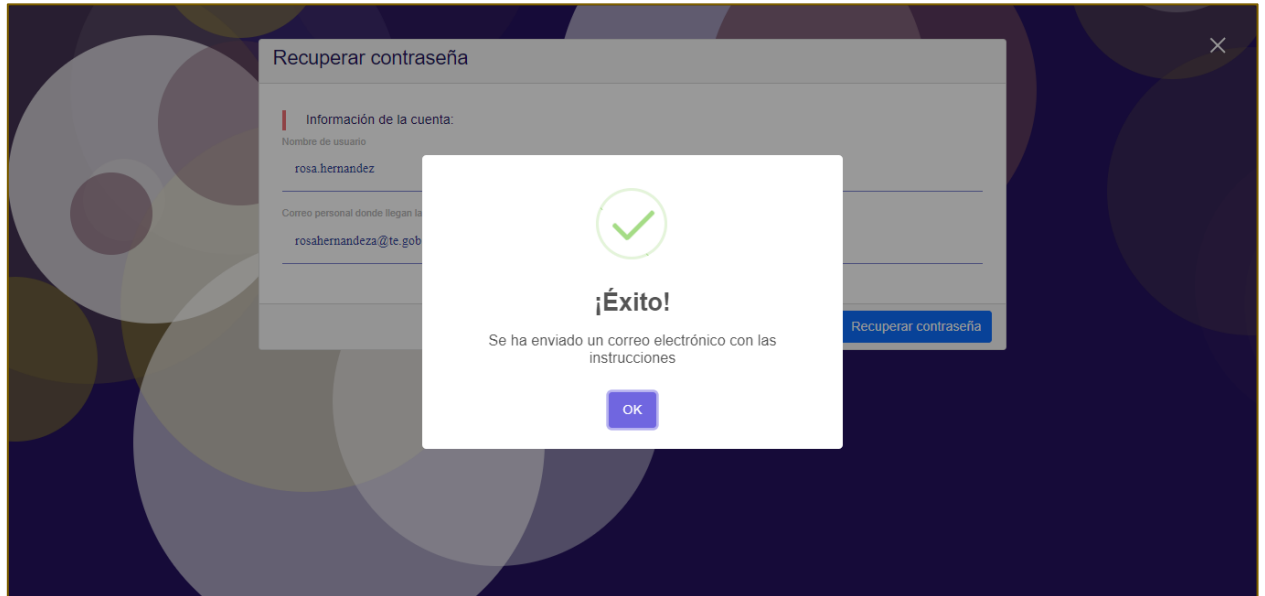 Recuperar contraseña
Información de la cuenta:
Nombre de usuario
rosa.hernandez
Correo personal donde llegan la
rosahernandeza@te.gob
¡Éxito!
Se ha enviado un correo electrónico con las
instrucciones
OK
Recuperar contraseña